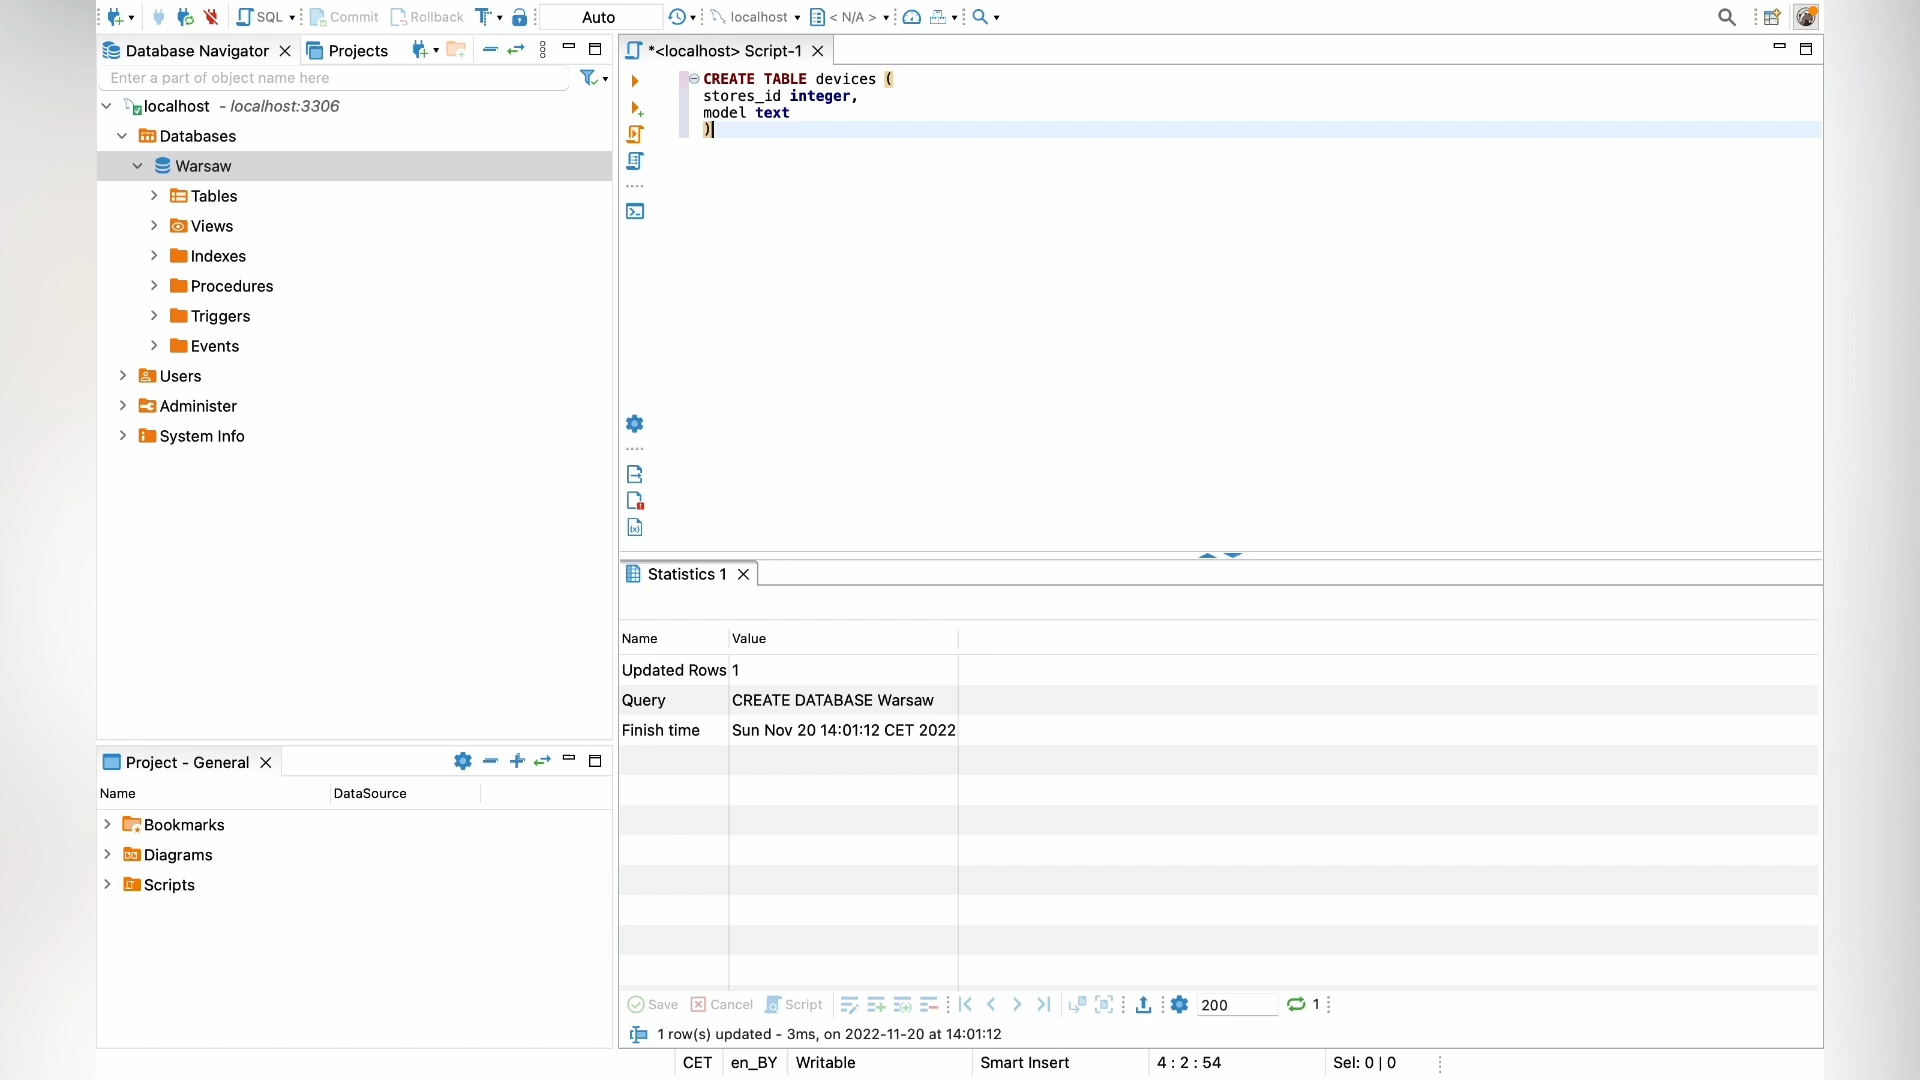 SQL
Commit
Rollback
Auto
localhost
< N/A >
Database Navigator
Projects
Enter a part of object name here
localhost - localhost:3306
Databases
Warsaw
Tables
Views
Indexes
Procedures
Triggers
Events
Users
Administer
System Info
Project - General
Name DataSource
Bookmarks
Diagrams
Scripts
*<localhost> Script-1
CREATE TABLE devices (
stores_id integer,
model text
)
Statistics 1
Name Value
Updated Rows 1
Query CREATE DATABASE Warsaw
Finish time Sun Nov 20 14:01:12 CET 2022
Save Cancel Script 200 1
1 row(s) updated - 3ms, on 2022-11-20 at 14:01:12
CET en_BY Writable Smart Insert 4 : 2 : 54 Sel: 0 | 0